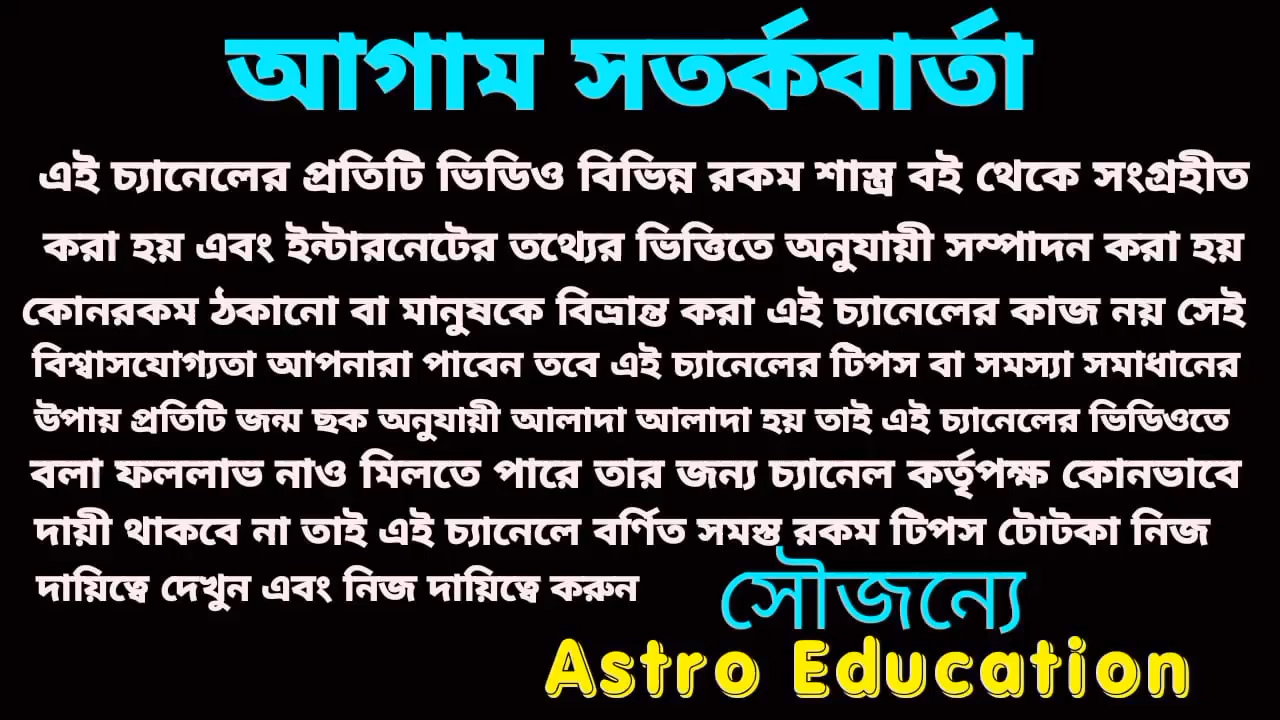 আগাম সতর্কবার্তা
এই চ্যানেলের প্রতিটি ভিডিও বিভিন্ন রকম শাস্ত্র বই থেকে সংগ্রহীত
করা হয় এবং ইন্টারনেটের তথ্যের ভিত্তিতে অনুযায়ী সম্পাদন করা হয়
কোনরকম ঠকানো বা মানুষকে বিভ্রান্ত করা এই চ্যানেলের কাজ নয় সেই
বিশ্বাসযোগ্যতা আপনারা পাবেন তবে এই চ্যানেলের টিপস বা সমস্যা সমাধানের
উপায় প্রতিটি জন্ম ছক অনুযায়ী আলাদা আলাদা হয় তাই এই চ্যানেলের ভিডিওতে
বলা ফললাভ নাও মিলতে পারে তার জন্য চ্যানেল কর্তৃপক্ষ কোনভাবে
দায়ী থাকবে না তাই এই চ্যানেলে বর্ণিত সমস্ত রকম টিপস টোটকা নিজ
দায়িত্বে দেখুন এবং নিজ দায়িত্বে করুন
সৌজন্যে
Astro Education